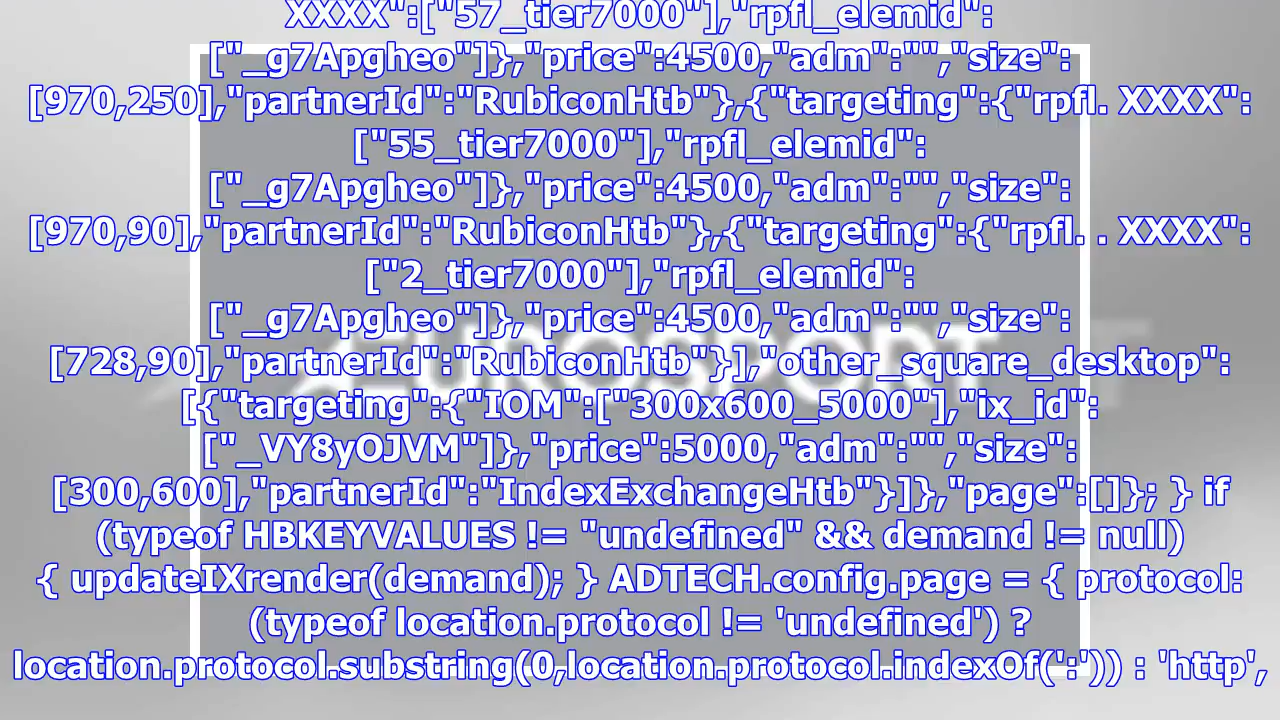 XXXX":["57_tier7000"],"rpfl_elemid":
["_g7Apgheo"]},"price":4500,"adm":"","size":
[970,250],"partnerId":"RubiconHtb"},{"targeting":{"rpfl. XXXX":
["55_tier7000"],"rpfl_elemid":
["_g7Apgheo"]},"price":4500,"adm":"","size":
[970,90],"partnerId":"RubiconHtb"},{"targeting":{"rpfl. . XXXX":
["2_tier7000"],"rpfl_elemid":
["_g7Apgheo"]},"price":4500,"adm":"","size":
[728,90],"partnerId":"RubiconHtb"}],"other_square_desktop":
EUROSPORT
[{"targeting":{"IOM":["300x600_5000"],"ix_id":
["_VY8yOJVM"]},"price":5000,"adm":"","size":
[300,600],"partnerId":"IndexExchangeHtb"}]},"page":[]}; } if
(typeof HBKEYVALUES != "undefined" && demand != null)
{ updateIXrender(demand); } ADTECH.config.page = { protocol:
(typeof location.protocol != 'undefined') ?
location.protocol.substring(0,location.protocol.indexOf(':')) : 'http',